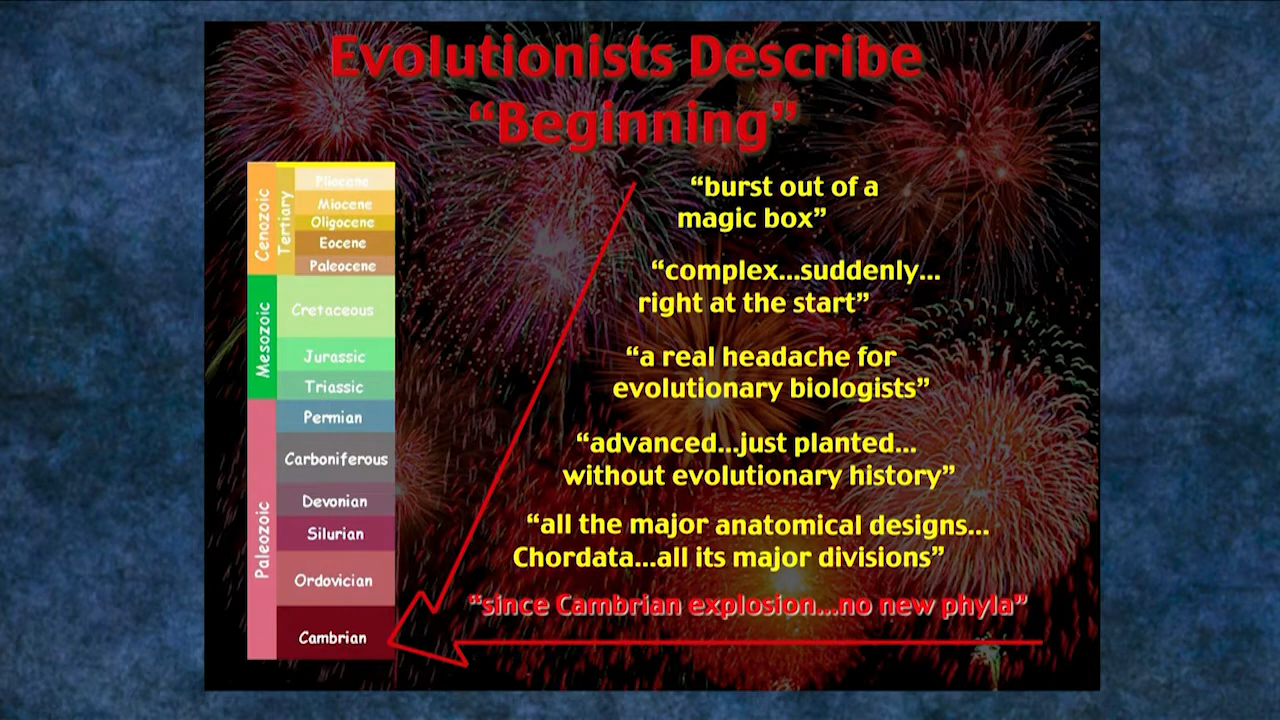 Evolutionists Describe
“Beginning”
Cenozoic
Tertiary
Pliocene
Miocene
Oligocene
Eocene
Paleocene
Mesozoic
Cretaceous
Jurassic
Triassic
Paleozoic
Permian
Carboniferous
Devonian
Silurian
Ordovician
Cambrian
“burst out of a
magic box”
“complex...suddenly...
right at the start”
“a real headache for
evolutionary biologists”
“advanced...just planted...
without evolutionary history”
“all the major anatomical designs...
Chordata...all its major divisions”
“since Cambrian explosion...no new phyla”